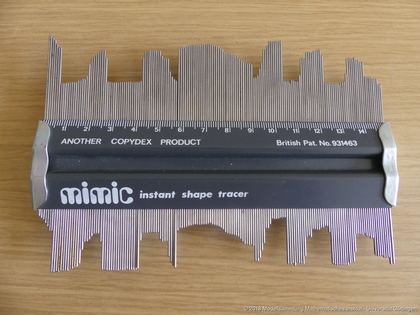 1 2 3 4 5 6 7 8 9 10 11 12 13 14
ANOTHER COPYDEX PRODUCT British Pat. No. 931463
mimic instant shape tracer